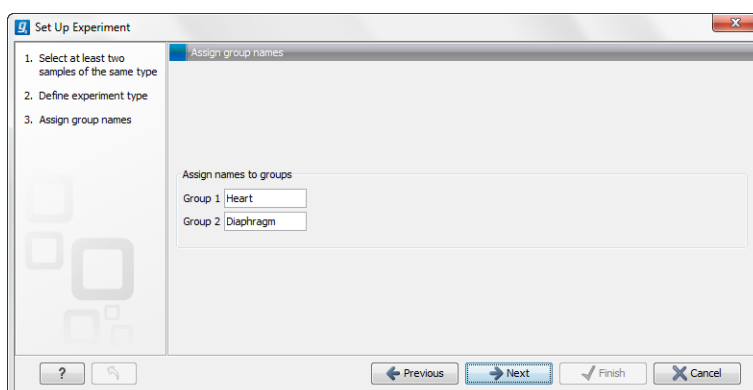 Set Up Experiment
1. Select at least two
samples of the same type
2. Define experiment type
3. Assign group names
Assign group names
Assign names to groups
Group 1 Heart
Group 2 Diaphragm
? Previous Next Finish Cancel